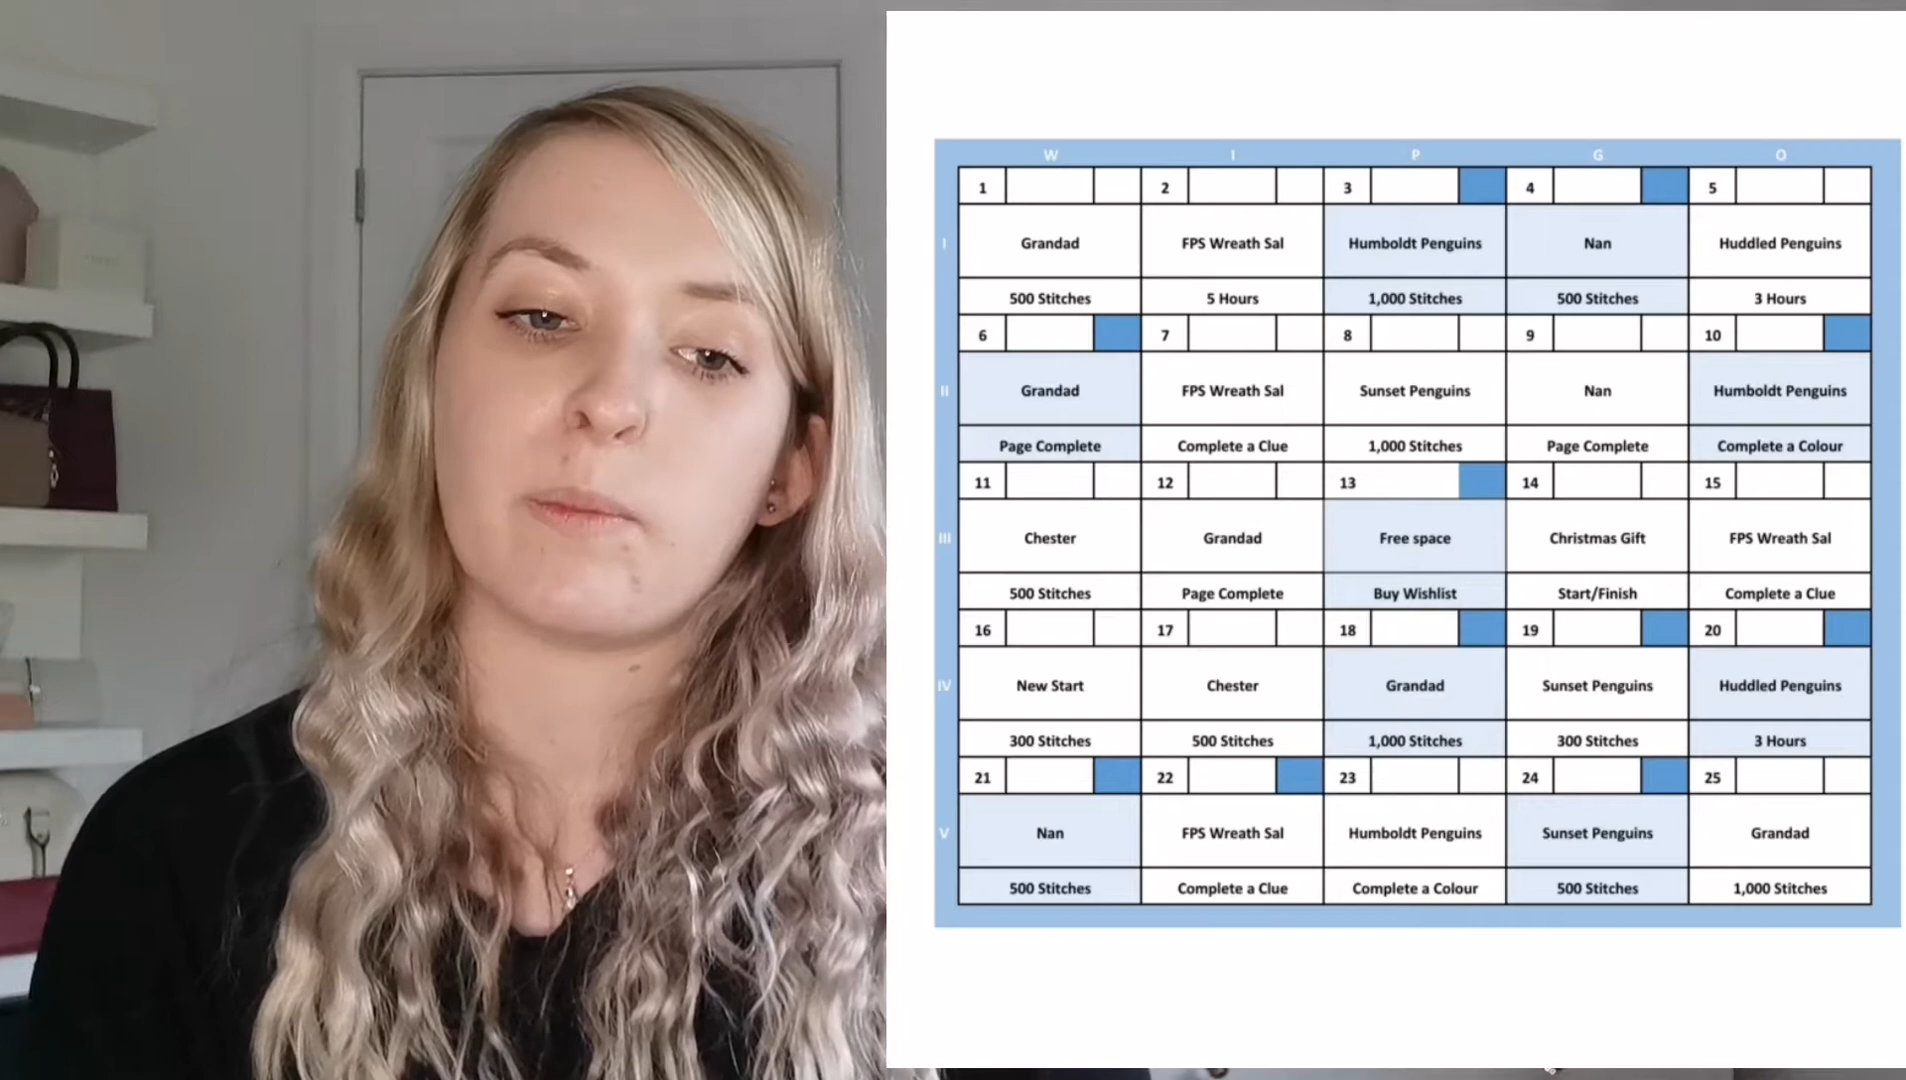 W I P G O
1 2 3 4 5
I Grandad FPS Wreath Sal Humboldt Penguins Nan Huddled Penguins
500 Stitches 5 Hours 1,000 Stitches 500 Stitches 3 Hours
6 7 8 9 10
II Grandad FPS Wreath Sal Sunset Penguins Nan Humboldt Penguins
Page Complete Complete a Clue 1,000 Stitches Page Complete Complete a Colour
11 12 13 14 15
III Chester Grandad Free space Christmas Gift FPS Wreath Sal
500 Stitches Page Complete Buy Wishlist Start/Finish Complete a Clue
16 17 18 19 20
IV New Start Chester Grandad Sunset Penguins Huddled Penguins
300 Stitches 500 Stitches 1,000 Stitches 300 Stitches 3 Hours
21 22 23 24 25
V Nan FPS Wreath Sal Humboldt Penguins Sunset Penguins Grandad
500 Stitches Complete a Clue Complete a Colour 500 Stitches 1,000 Stitches